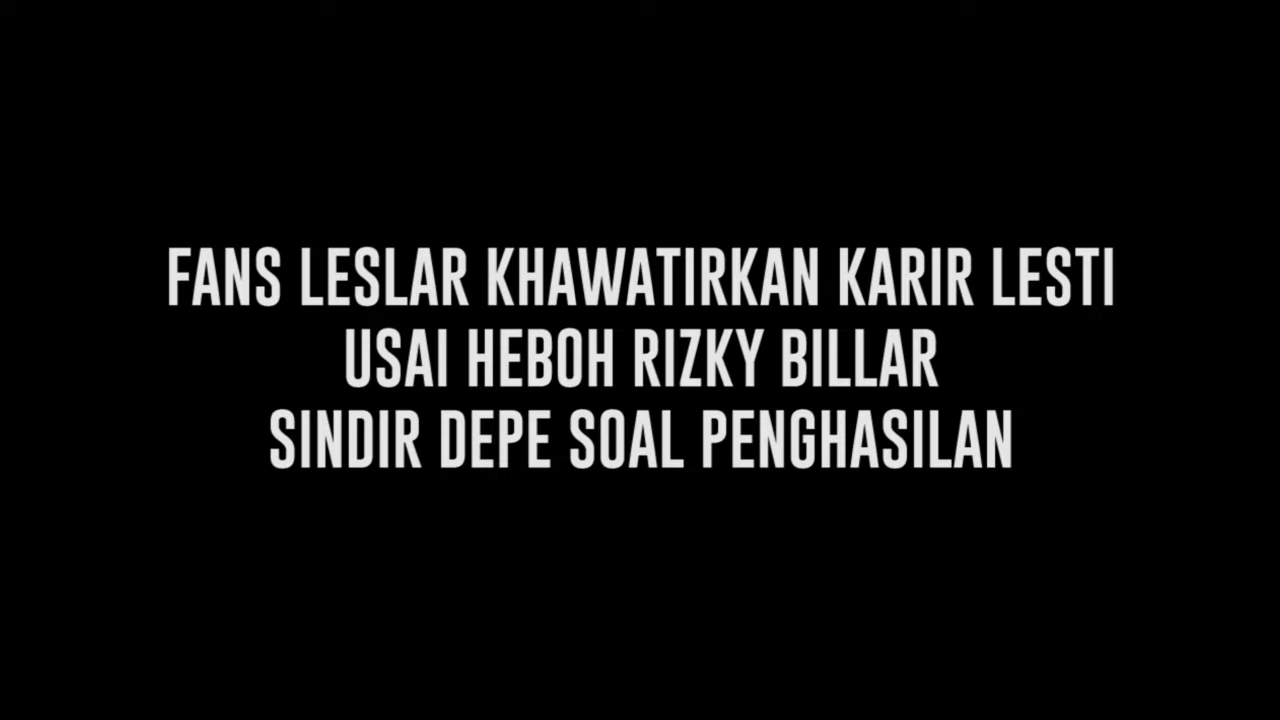 FANS LESLAR KHAWATIRKAN KARIR LESTI
USAI HEBOH RIZKY BILLAR
SINDIR DEPE SOAL PENGHASILAN